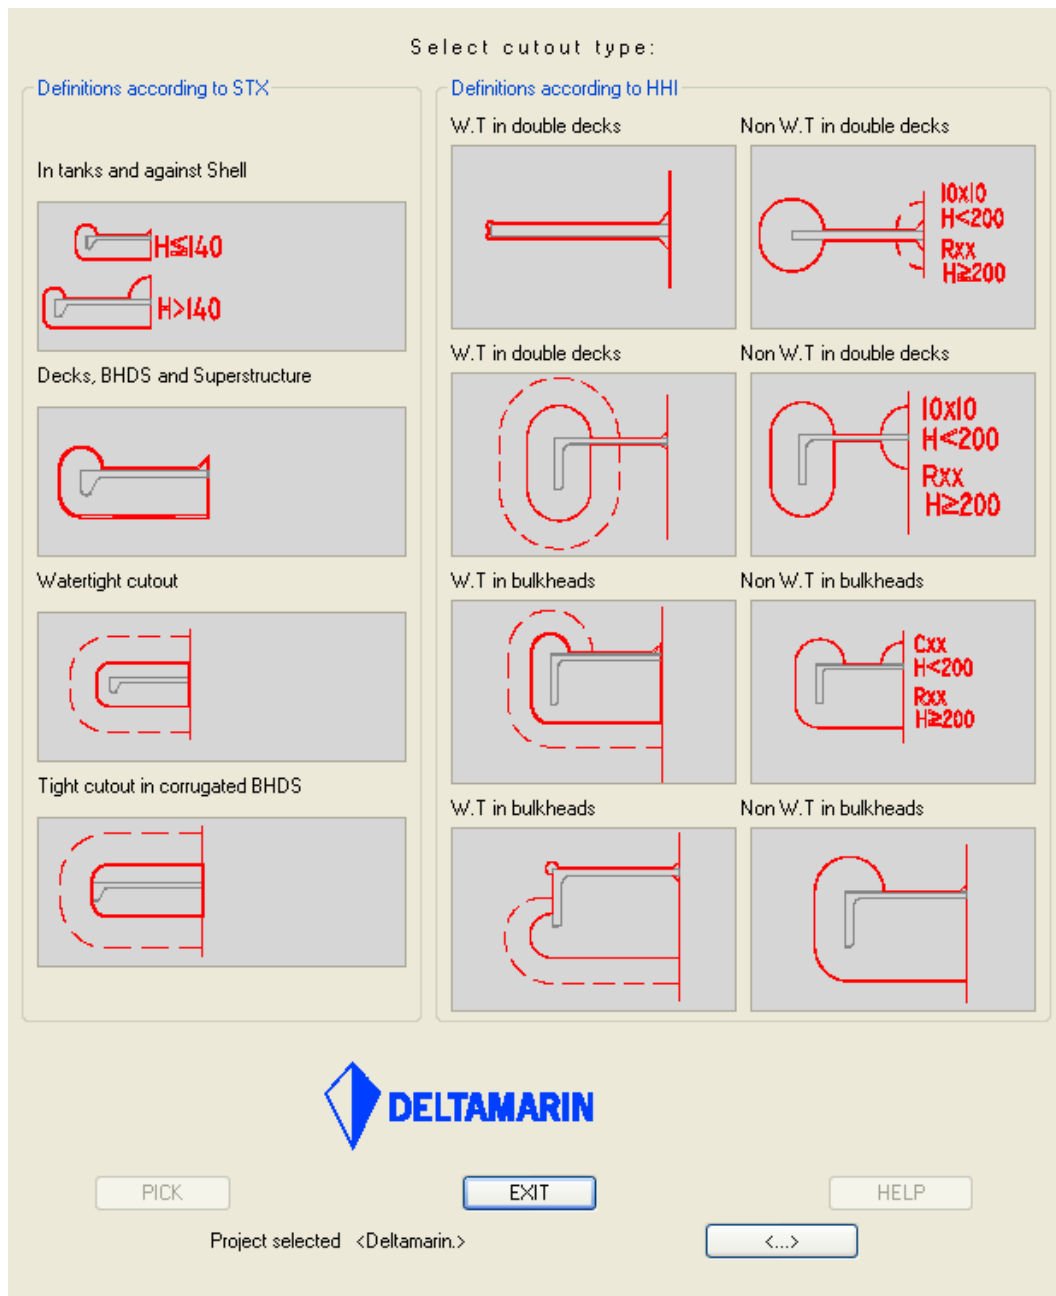 Select cutout type:
Definitions according to STX
In tanks and against Shell
H≦140
H>140
Decks, BHDS and Superstructure
Watertight cutout
Tight cutout in corrugated BHDS
Definitions according to HHI
W.T in double decks
Non W.T in double decks
10x10
H<200
Rxx
H≧200
W.T in double decks
Non W.T in double decks
10x10
H<200
Rxx
H≥200
W.T in bulkheads
Non W.T in bulkheads
Cxx
H<200
Rxx
H≥200
W.T in bulkheads
Non W.T in bulkheads
DELTAMARIN
PICK
EXIT
HELP
Project selected <Deltamarin.>
<...>